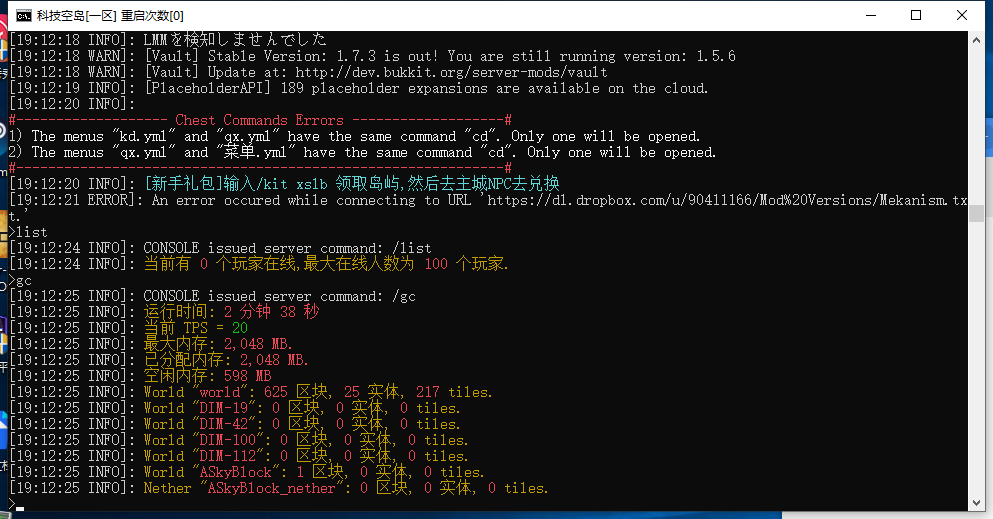 科技空岛[一区] 重启次数[0]
[19:12:18 INFO]: LMMを検知しませんでした
[19:12:18 WARN]: [Vault] Stable Version: 1.7.3 is out! You are still running version: 1.5.6
[19:12:18 WARN]: [Vault] Update at: http://dev.bukkit.org/server-mods/vault
[19:12:19 INFO]: [PlaceholderAPI] 189 placeholder expansions are available on the cloud.
[19:12:20 INFO]:
#------------------- Chest Commands Errors -------------------#
1) The menus "kd.yml" and "qx.yml" have the same command "cd". Only one will be opened.
2) The menus "qx.yml" and "菜单.yml" have the same command "cd". Only one will be opened.
#-------------------------------------------------------------#
[19:12:20 INFO]: [新手礼包]输入/kit xslb 领取岛屿,然后去主城NPC去兑换
[19:12:21 ERROR]: An error occured while connecting to URL 'https://dl.dropbox.com/u/90411166/Mod%20Versions/Mekanism.tx
t.'
>list
[19:12:24 INFO]: CONSOLE issued server command: /list
[19:12:24 INFO]: 当前有 0 个玩家在线,最大在线人数为 100 个玩家.
>gc
[19:12:25 INFO]: CONSOLE issued server command: /gc
[19:12:25 INFO]: 运行时间: 2 分钟 38 秒
[19:12:25 INFO]: 当前 TPS = 20
[19:12:25 INFO]: 最大内存: 2,048 MB.
[19:12:25 INFO]: 已分配内存: 2,048 MB.
[19:12:25 INFO]: 空闲内存: 598 MB
[19:12:25 INFO]: World "world": 625 区块, 25 实体, 217 tiles.
[19:12:25 INFO]: World "DIM-19": 0 区块, 0 实体, 0 tiles.
[19:12:25 INFO]: World "DIM-42": 0 区块, 0 实体, 0 tiles.
[19:12:25 INFO]: World "DIM-100": 0 区块, 0 实体, 0 tiles.
[19:12:25 INFO]: World "DIM-112": 0 区块, 0 实体, 0 tiles.
[19:12:25 INFO]: World "ASkyBlock": 1 区块, 0 实体, 0 tiles.
[19:12:25 INFO]: Nether "ASkyBlock_nether": 0 区块, 0 实体, 0 tiles.
>